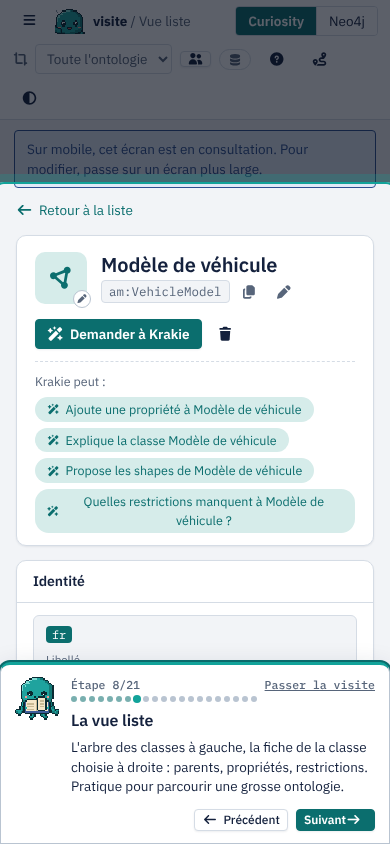 visite / Vue liste
Curiosity
Neo4j
Toute l'ontologie
Sur mobile, cet écran est en consultation. Pour
modifier, passe sur un écran plus large.
Retour à la liste
Modèle de véhicule
am:VehicleModel
Demander à Krakie
Krakie peut :
Ajoute une propriété à Modèle de véhicule
Explique la classe Modèle de véhicule
Propose les shapes de Modèle de véhicule
Quelles restrictions manquent à Modèle de
véhicule ?
Identité
fr
Libellé
Étape 8/21
Passer la visite
La vue liste
L'arbre des classes à gauche, la fiche de la classe
choisie à droite : parents, propriétés, restrictions.
Pratique pour parcourir une grosse ontologie.
Précédent
Suivant